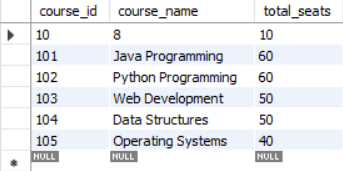 course_id course_name total_seats
10 8 10
101 Java Programming 60
102 Python Programming 60
103 Web Development 50
104 Data Structures 50
105 Operating Systems 40
NULL NULL NULL